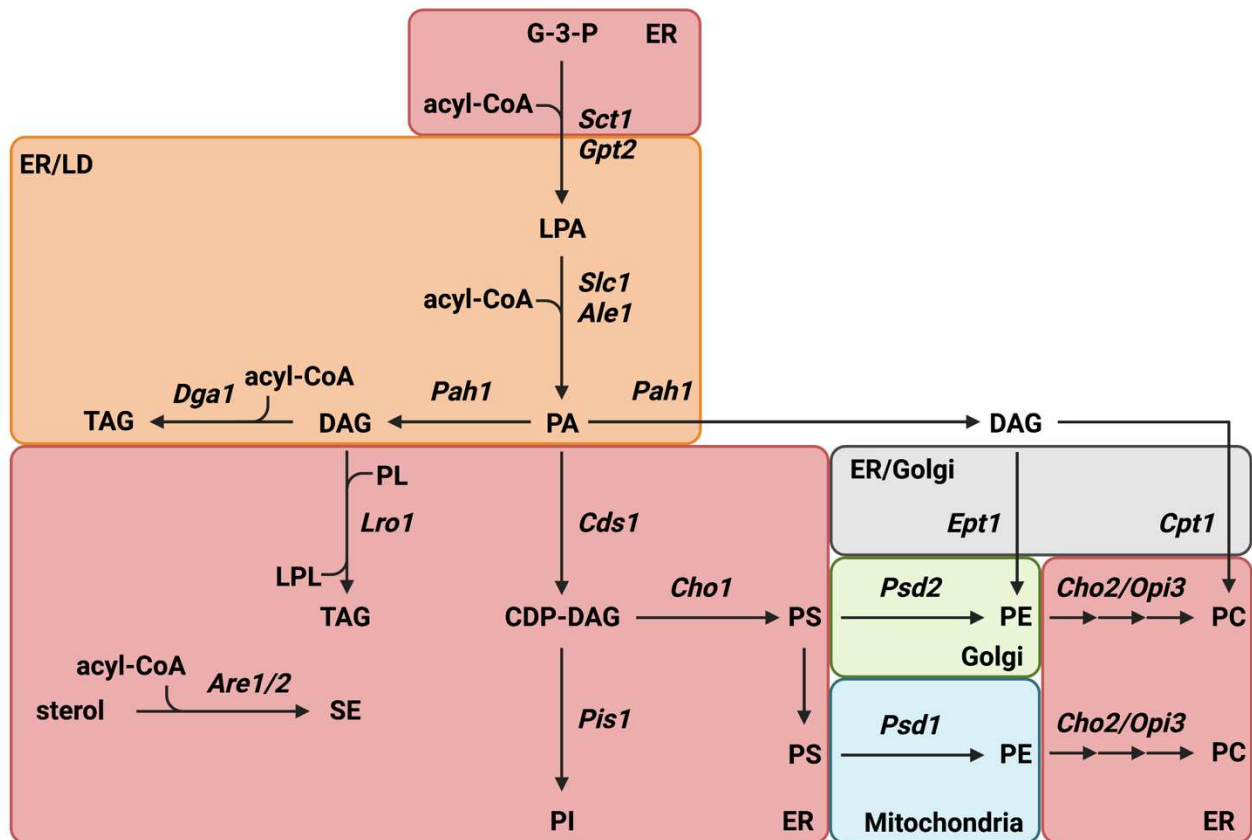 G-3-P ER
acyl-CoA
Sct1
Gpt2
ER/LD
LPA
acyl-CoA
Slc1
Ale1
Dga1 acyl-CoA Pah1 Pah1
TAG DAG PA DAG
PL
Lro1
LPL
TAG
Cds1
ER/Golgi
Ept1 Cpt1
CDP-DAG Cho1 PS Psd2 PE Cho2/Opi3 PC
Golgi
acyl-CoA
Are1/2
sterol SE
Pis1
PS Psd1 PE Cho2/Opi3 PC
PI ER Mitochondria ER